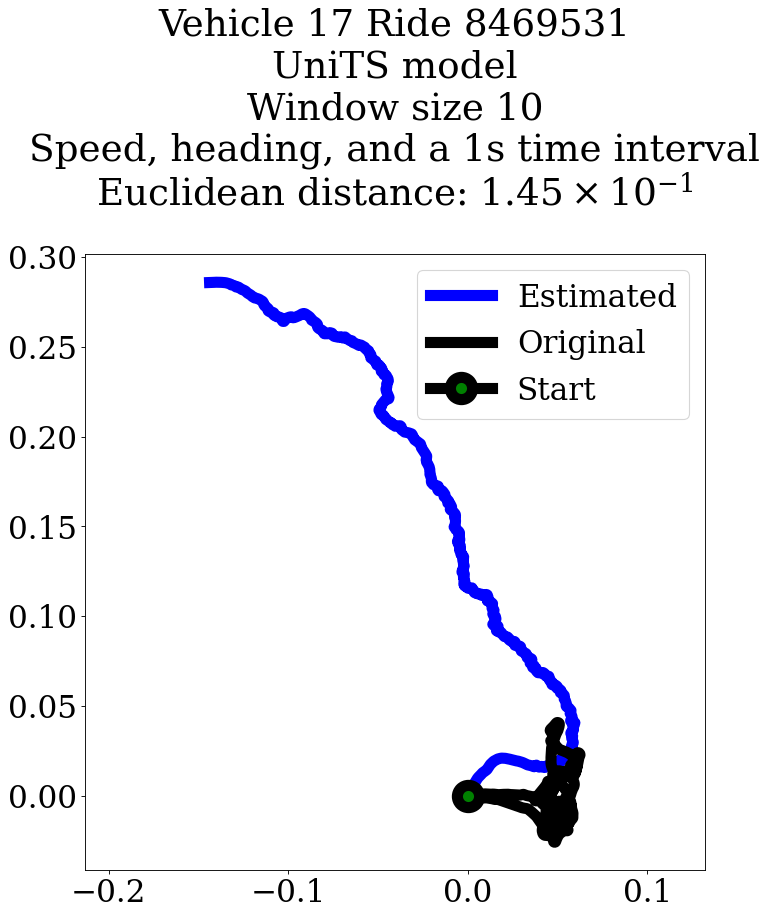 Vehicle 17 Ride 8469531
UniTS model
Window size 10
Speed, heading, and a 1s time interval
Euclidean distance: 1.45 × 10⁻¹
0.30
0.25
0.20
0.15
0.10
0.05
0.00
Estimated
Original
Start
−0.2
−0.1
0.0
0.1